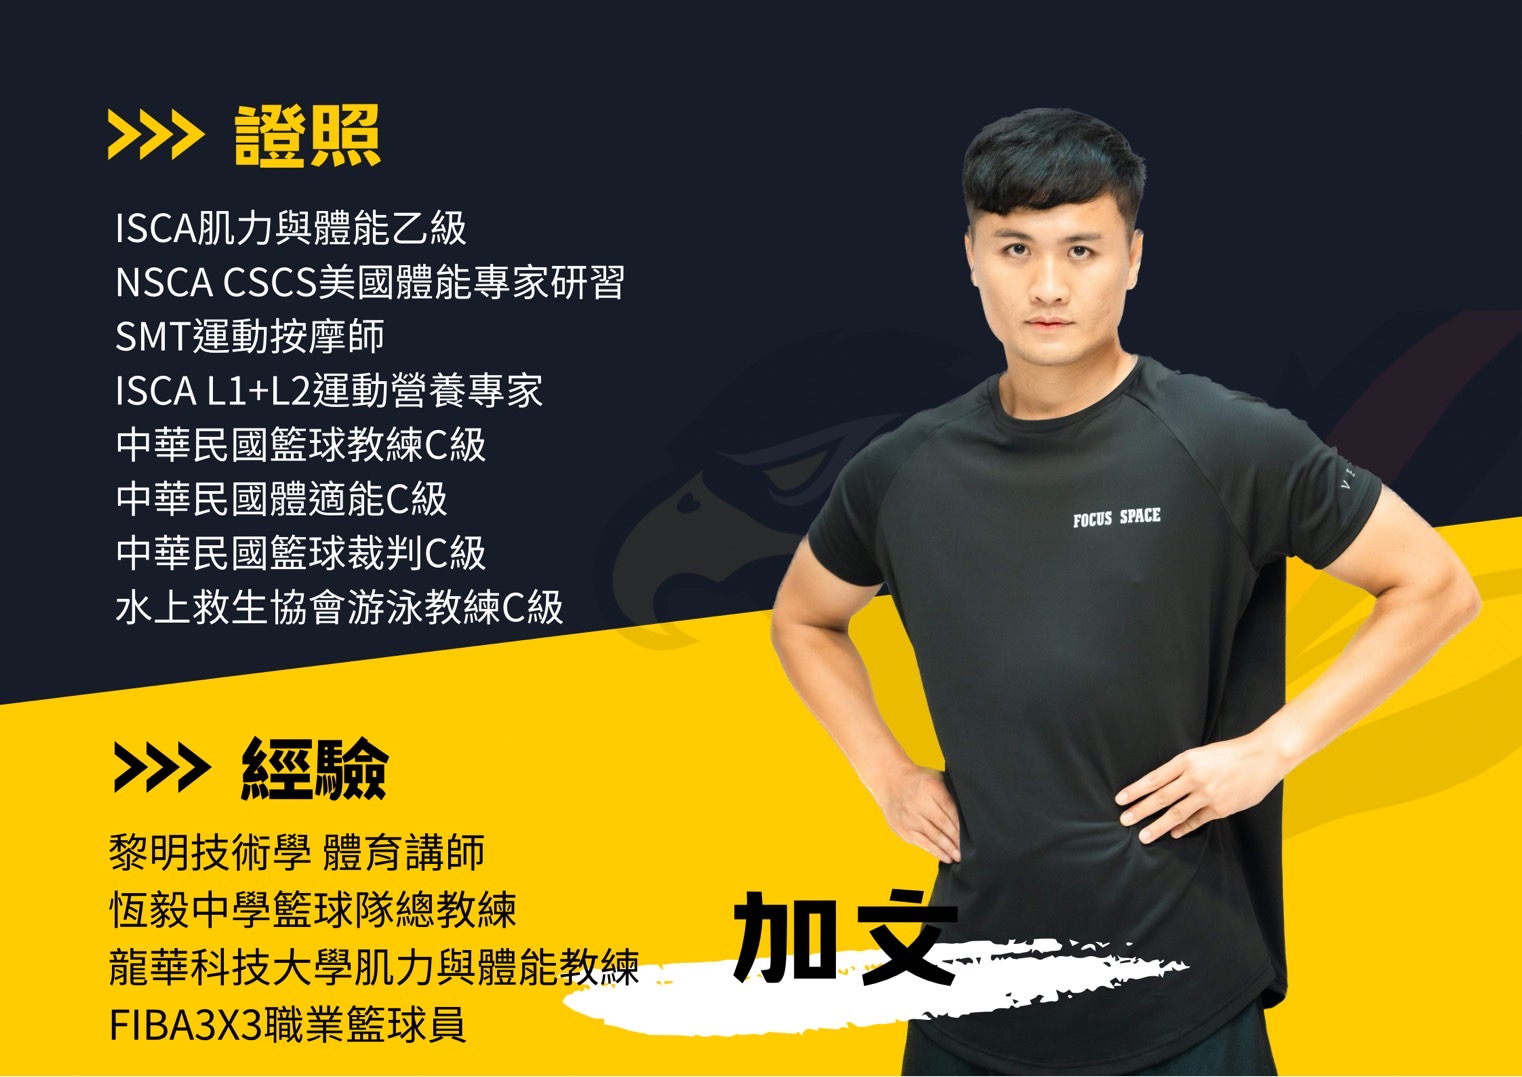 >>> 證照
ISCA肌力與體能乙級
NSCA CSCS美國體能專家研習
SMT運動按摩師
ISCA L1+L2運動營養專家
中華民國籃球教練C級
中華民國體適能C級
中華民國籃球裁判C級
水上救生協會游泳教練C級
FOCUS SPACE
>>> 經驗
黎明技術學 體育講師
恆毅中學籃球隊總教練
龍華科技大學肌力與體能教練
FIBA3X3職業籃球員
加文